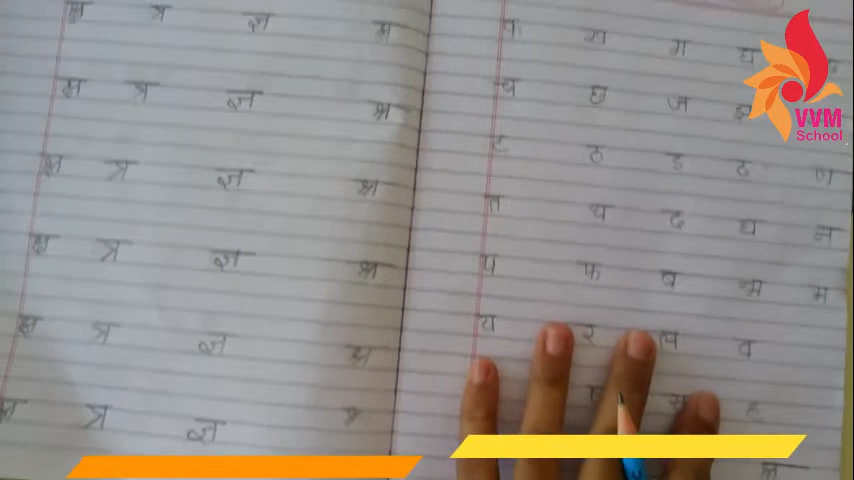 क्ष त्र ज्ञ श्र
क्ष त्र ज्ञ श्र
क्ष त्र ज्ञ श्र
क्ष त्र ज्ञ श्र
क्ष त्र ज्ञ श्र
क्ष त्र ज्ञ
क ख ग घ
च छ ज झ
ट ठ ड ढ ण
त थ द ध न
प फ ब भ म
य र ल व
ष स ह
VVM
School